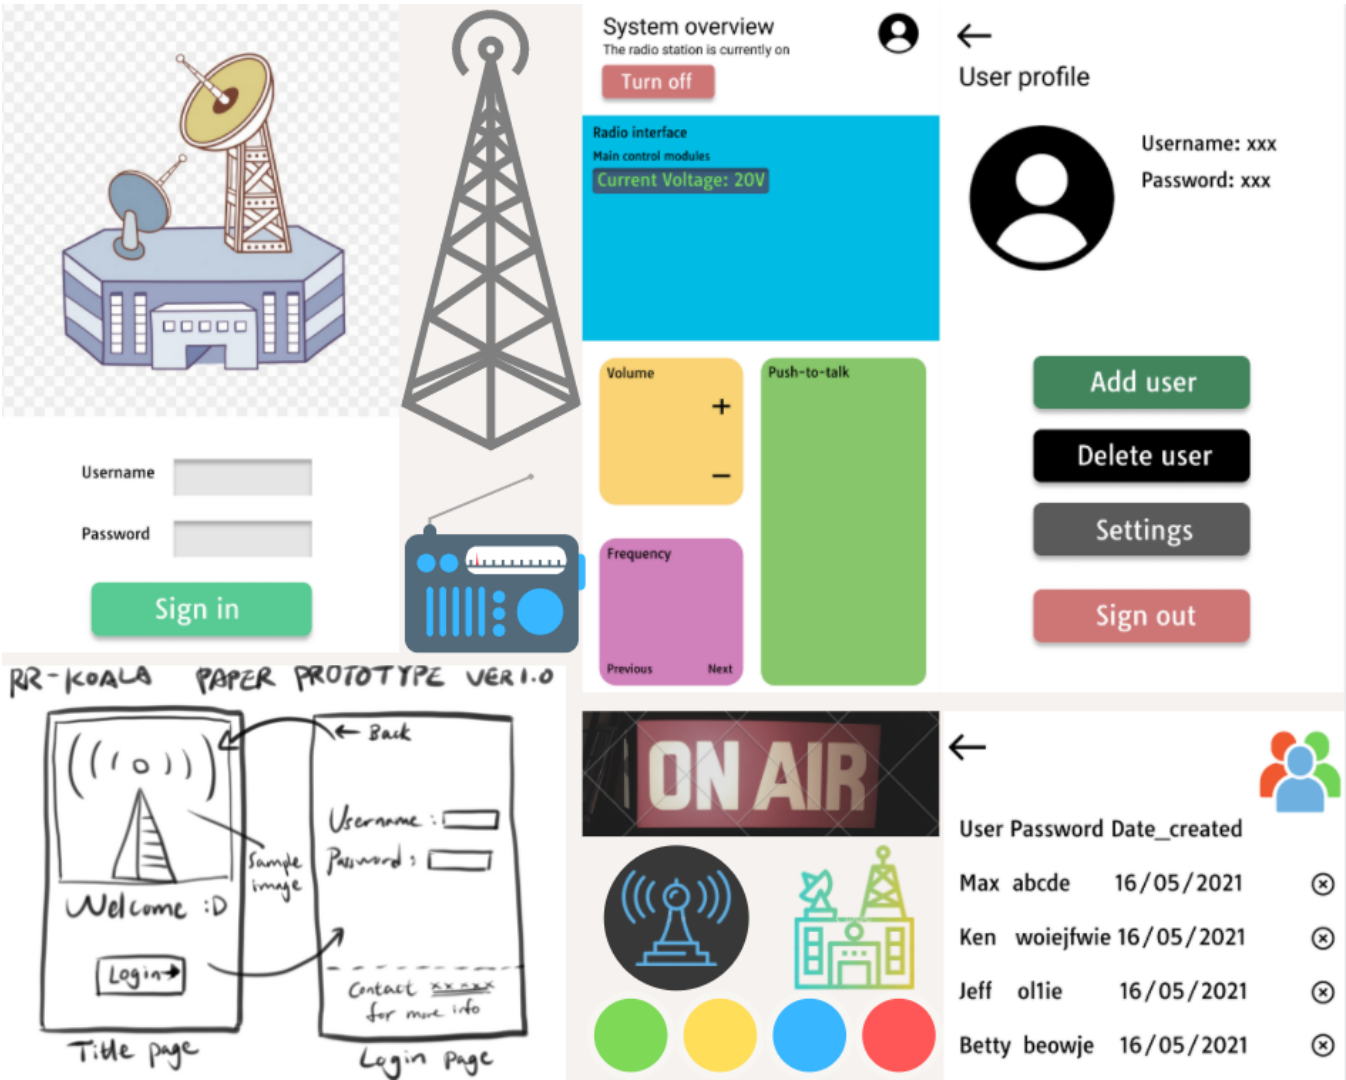 System overview
The radio station is currently on
Turn off
Radio interface
Main control modules
Current Voltage: 20V
Volume
+
−
Push-to-talk
Frequency
Previous Next
User profile
Username: xxx
Password: xxx
Add user
Delete user
Settings
Sign out
Username
Password
Sign in
RR-KOALA PAPER PROTOTYPE VER 1.0
← Back
Username :
Password :
Sample
image
Welcome :D
Login→
Contact xxxxx
for more info
Title page
Login page
ON AIR
User Password Date_created
Max abcde 16/05/2021
Ken woiejfwie 16/05/2021
Jeff ol1ie 16/05/2021
Betty beowje 16/05/2021